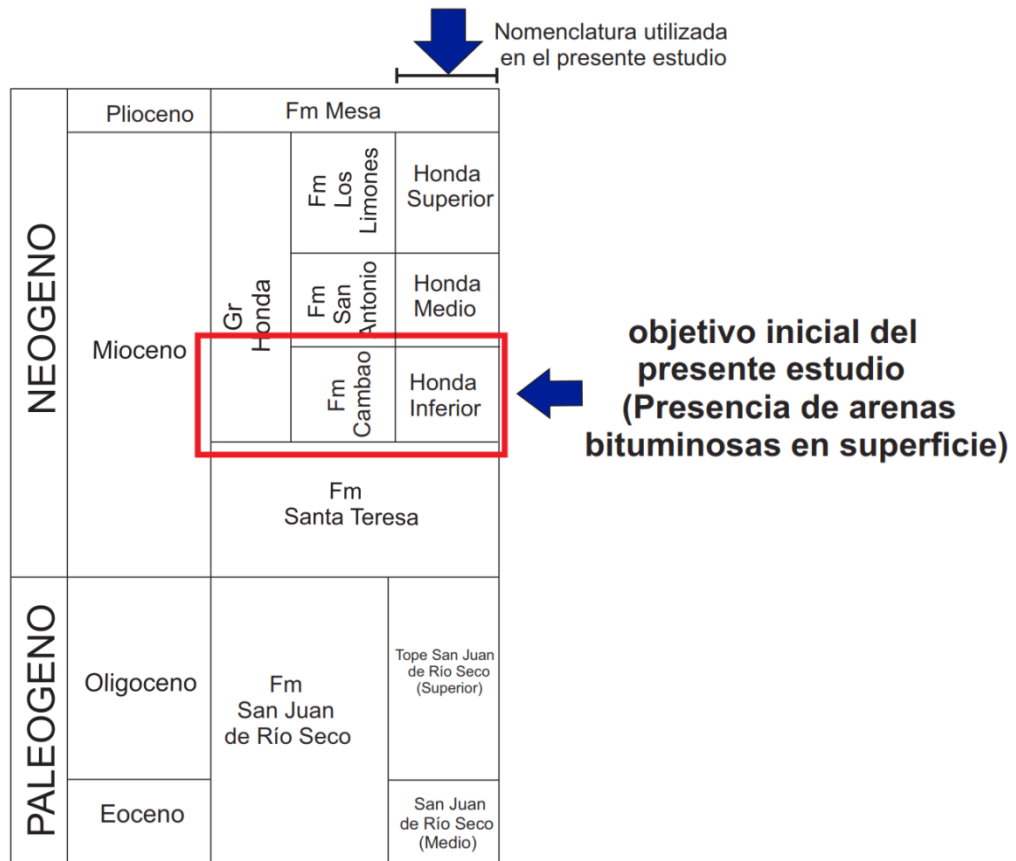 Nomenclatura utilizada
en el presente estudio
NEOGENO
Plioceno
Fm Mesa
Mioceno
Gr
Honda
Fm
Los
Limones
Honda
Superior
Fm
San
Antonio
Honda
Medio
Fm
Cambao
Honda
Inferior
objetivo inicial del
presente estudio
(Presencia de arenas
bituminosas en superficie)
Fm
Santa Teresa
PALEOGENO
Oligoceno
Fm
San Juan
de Río Seco
Tope San Juan
de Río Seco
(Superior)
Eoceno
San Juan
de Río Seco
(Medio)